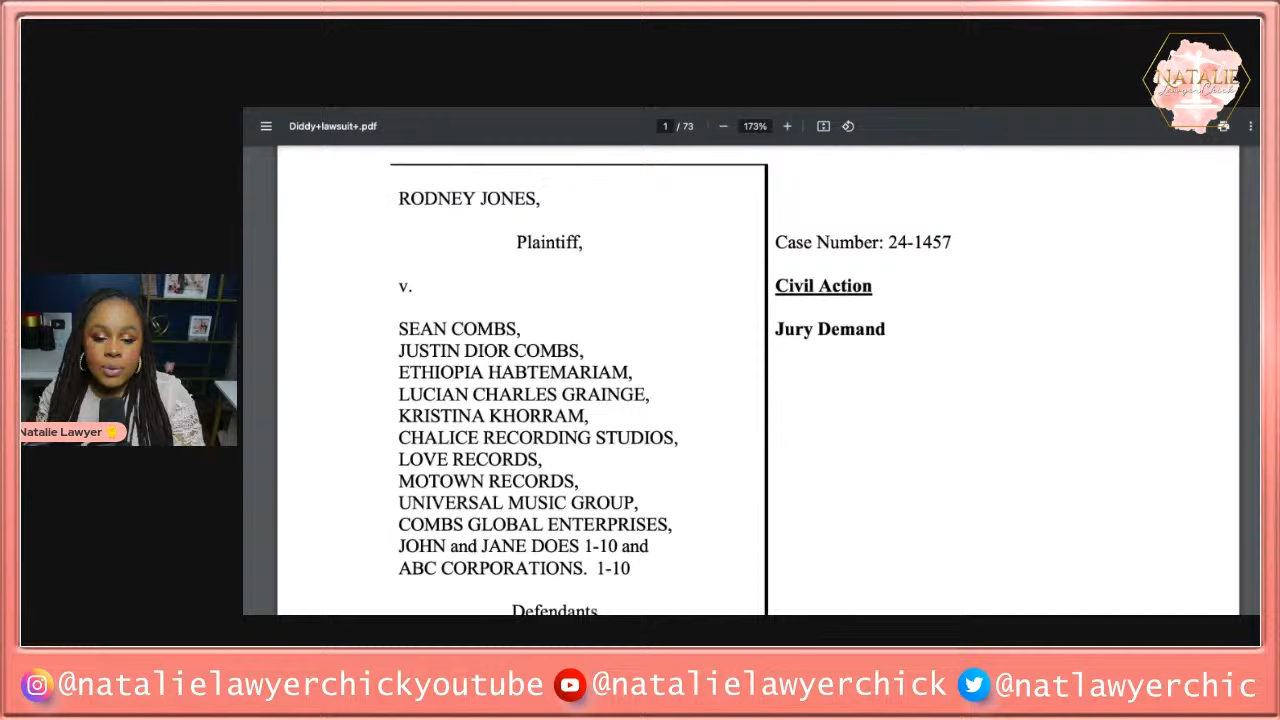 NATALIE
LawyerChick
Diddy+lawsuit+.pdf
1 / 73
173%
RODNEY JONES,
Plaintiff,
Case Number: 24-1457
v.
Civil Action
SEAN COMBS,
Jury Demand
JUSTIN DIOR COMBS,
ETHIOPIA HABTEMARIAM,
LUCIAN CHARLES GRAINGE,
KRISTINA KHORRAM,
CHALICE RECORDING STUDIOS,
LOVE RECORDS,
MOTOWN RECORDS,
UNIVERSAL MUSIC GROUP,
COMBS GLOBAL ENTERPRISES,
JOHN and JANE DOES 1-10 and
ABC CORPORATIONS. 1-10
Defendants
Natalie Lawyer
@natalielawyerchickyoutube
@natalielawyerchick
@natlawyerchic